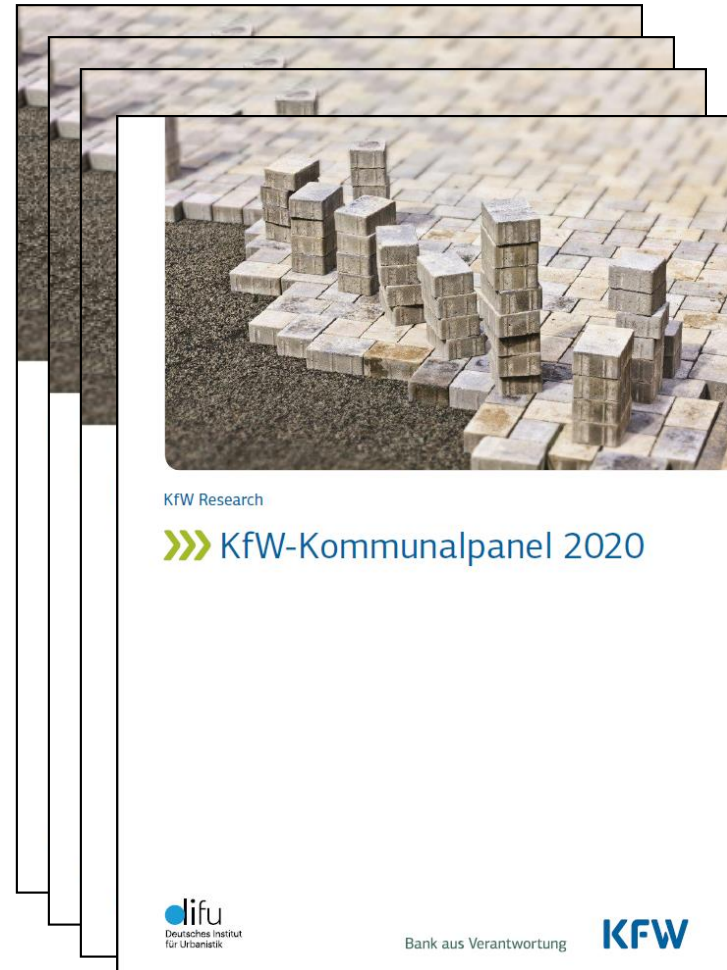 KfW Research
KfW-Kommunalpanel 2020
difu
Deutsches Institut
für Urbanistik
Bank aus Verantwortung
KFW